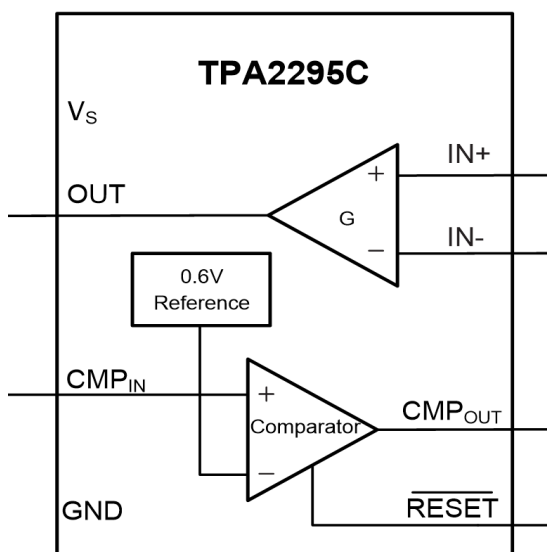 TPA2295C
VS
IN+
OUT
+
G
IN-
−
0.6V
Reference
CMPIN
+
CMPOUT
Comparator
−
GND
RESET